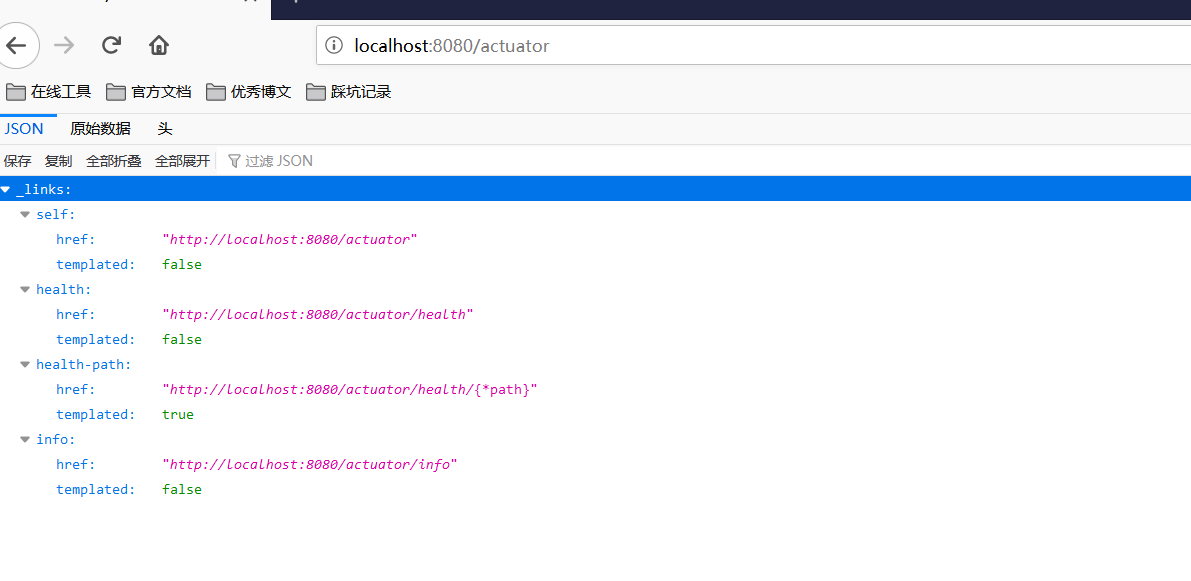 localhost:8080/actuator
在线工具 官方文档 优秀博文 踩坑记录
JSON 原始数据 头
保存 复制 全部折叠 全部展开 过滤 JSON
_links:
self:
href: "http://localhost:8080/actuator"
templated: false
health:
href: "http://localhost:8080/actuator/health"
templated: false
health-path:
href: "http://localhost:8080/actuator/health/{*path}"
templated: true
info:
href: "http://localhost:8080/actuator/info"
templated: false